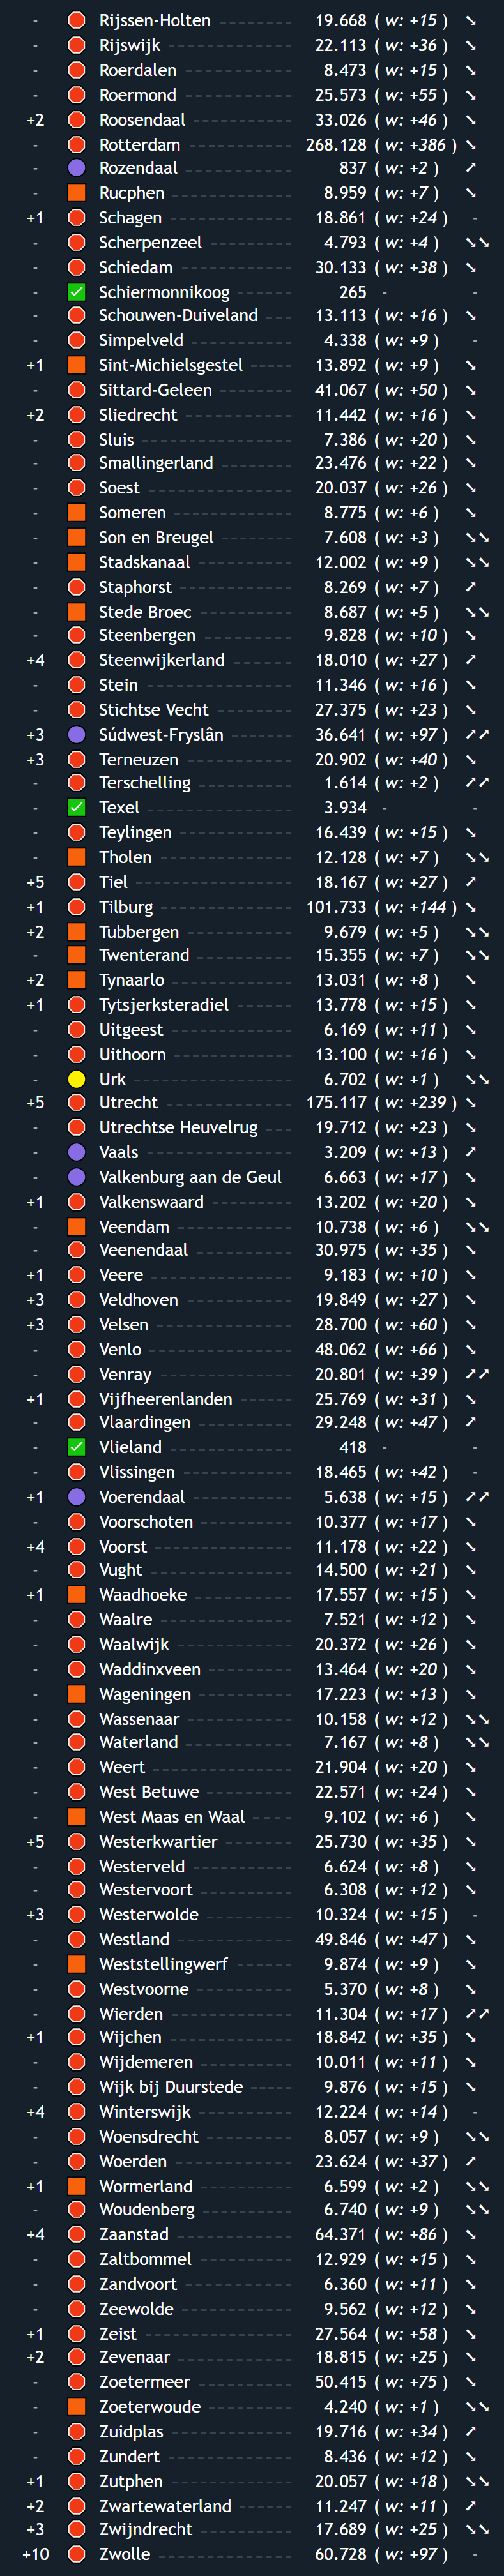 - Rijssen-Holten 19.668 ( w: +15 ) ➘
- Rijswijk 22.113 ( w: +36 ) ➘
- Roerdalen 8.473 ( w: +15 ) ➘
- Roermond 25.573 ( w: +55 ) ➘
+2 Roosendaal 33.026 ( w: +46 ) ➘
- Rotterdam 268.128 ( w: +386 ) ➘
- Rozendaal 837 ( w: +2 ) ➚
- Rucphen 8.959 ( w: +7 ) ➘
+1 Schagen 18.861 ( w: +24 ) -
- Scherpenzeel 4.793 ( w: +4 ) ➘➘
- Schiedam 30.133 ( w: +38 ) ➘
- Schiermonnikoog 265 - -
- Schouwen-Duiveland 13.113 ( w: +16 ) ➘
- Simpelveld 4.338 ( w: +9 ) -
+1 Sint-Michielsgestel 13.892 ( w: +9 ) ➘
- Sittard-Geleen 41.067 ( w: +50 ) ➘
+2 Sliedrecht 11.442 ( w: +16 ) ➘
- Sluis 7.386 ( w: +20 ) ➘
- Smallingerland 23.476 ( w: +22 ) ➘
- Soest 20.037 ( w: +26 ) ➘
- Someren 8.775 ( w: +6 ) ➘
- Son en Breugel 7.608 ( w: +3 ) ➘➘
- Stadskanaal 12.002 ( w: +9 ) ➘➘
- Staphorst 8.269 ( w: +7 ) ➚
- Stede Broec 8.687 ( w: +5 ) ➘➘
- Steenbergen 9.828 ( w: +10 ) ➘
+4 Steenwijkerland 18.010 ( w: +27 ) ➚
- Stein 11.346 ( w: +16 ) ➘
- Stichtse Vecht 27.375 ( w: +23 ) ➘
+3 Súdwest-Fryslân 36.641 ( w: +97 ) ➚➚
+3 Terneuzen 20.902 ( w: +40 ) ➘
- Terschelling 1.614 ( w: +2 ) ➚➚
- Texel 3.934 - -
- Teylingen 16.439 ( w: +15 ) ➘
- Tholen 12.128 ( w: +7 ) ➘➘
+5 Tiel 18.167 ( w: +27 ) ➚
+1 Tilburg 101.733 ( w: +144 ) ➘
+2 Tubbergen 9.679 ( w: +5 ) ➘➘
- Twenterand 15.355 ( w: +7 ) ➘➘
+2 Tynaarlo 13.031 ( w: +8 ) ➘
+1 Tytsjerksteradiel 13.778 ( w: +15 ) ➘
- Uitgeest 6.169 ( w: +11 ) ➘
- Uithoorn 13.100 ( w: +16 ) ➘
- Urk 6.702 ( w: +1 ) ➘➘
+5 Utrecht 175.117 ( w: +239 ) ➘
- Utrechtse Heuvelrug 19.712 ( w: +23 ) ➘
- Vaals 3.209 ( w: +13 ) ➚
- Valkenburg aan de Geul 6.663 ( w: +17 ) ➘
+1 Valkenswaard 13.202 ( w: +20 ) ➘
- Veendam 10.738 ( w: +6 ) ➘➘
- Veenendaal 30.975 ( w: +35 ) ➘
+1 Veere 9.183 ( w: +10 ) ➘
+3 Veldhoven 19.849 ( w: +27 ) ➘
+3 Velsen 28.700 ( w: +60 ) ➘
- Venlo 48.062 ( w: +66 ) ➘
- Venray 20.801 ( w: +39 ) ➚➚
+1 Vijfheerenlanden 25.769 ( w: +31 ) ➘
- Vlaardingen 29.248 ( w: +47 ) ➚
- Vlieland 418 - -
- Vlissingen 18.465 ( w: +42 ) -
+1 Voerendaal 5.638 ( w: +15 ) ➚➚
- Voorschoten 10.377 ( w: +17 ) ➘
+4 Voorst 11.178 ( w: +22 ) ➘
- Vught 14.500 ( w: +21 ) ➘
+1 Waadhoeke 17.557 ( w: +15 ) ➘
- Waalre 7.521 ( w: +12 ) ➘
- Waalwijk 20.372 ( w: +26 ) ➘
- Waddinxveen 13.464 ( w: +20 ) ➘
- Wageningen 17.223 ( w: +13 ) ➘
- Wassenaar 10.158 ( w: +12 ) ➘➘
- Waterland 7.167 ( w: +8 ) ➘➘
- Weert 21.904 ( w: +20 ) ➘
- West Betuwe 22.571 ( w: +24 ) ➘
- West Maas en Waal 9.102 ( w: +6 ) ➘
+5 Westerkwartier 25.730 ( w: +35 ) ➘
- Westerveld 6.624 ( w: +8 ) ➘
- Westervoort 6.308 ( w: +12 ) ➘
+3 Westerwolde 10.324 ( w: +15 ) -
- Westland 49.846 ( w: +47 ) ➘
- Weststellingwerf 9.874 ( w: +9 ) ➘
- Westvoorne 5.370 ( w: +8 ) ➘
- Wierden 11.304 ( w: +17 ) ➚➚
+1 Wijchen 18.842 ( w: +35 ) ➘
- Wijdemeren 10.011 ( w: +11 ) ➘
- Wijk bij Duurstede 9.876 ( w: +15 ) ➘
+4 Winterswijk 12.224 ( w: +14 ) -
- Woensdrecht 8.057 ( w: +9 ) ➘➘
- Woerden 23.624 ( w: +37 ) ➚
+1 Wormerland 6.599 ( w: +2 ) ➘➘
- Woudenberg 6.740 ( w: +9 ) ➘➘
+4 Zaanstad 64.371 ( w: +86 ) ➘
- Zaltbommel 12.929 ( w: +15 ) ➘
- Zandvoort 6.360 ( w: +11 ) ➘
- Zeewolde 9.562 ( w: +12 ) ➘
+1 Zeist 27.564 ( w: +58 ) ➘
+2 Zevenaar 18.815 ( w: +25 ) ➘
- Zoetermeer 50.415 ( w: +75 ) ➘
- Zoeterwoude 4.240 ( w: +1 ) ➘➘
- Zuidplas 19.716 ( w: +34 ) ➚
- Zundert 8.436 ( w: +12 ) ➘
+1 Zutphen 20.057 ( w: +18 ) ➘➘
+2 Zwartewaterland 11.247 ( w: +11 ) ➚
+3 Zwijndrecht 17.689 ( w: +25 ) ➘➘
+10 Zwolle 60.728 ( w: +97 ) -